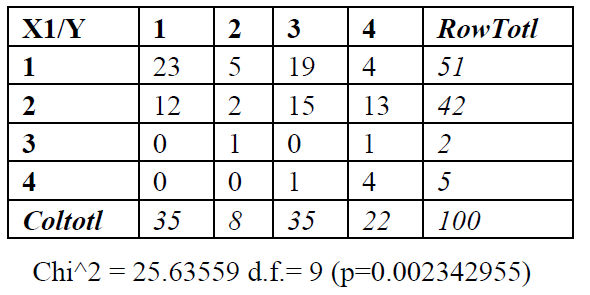 X1/Y 1 2 3 4 RowTotl
1 23 5 19 4 51
2 12 2 15 13 42
3 0 1 0 1 2
4 0 0 1 4 5
Coltotl 35 8 35 22 100
Chi^2 = 25.63559 d.f.= 9 (p=0.002342955)